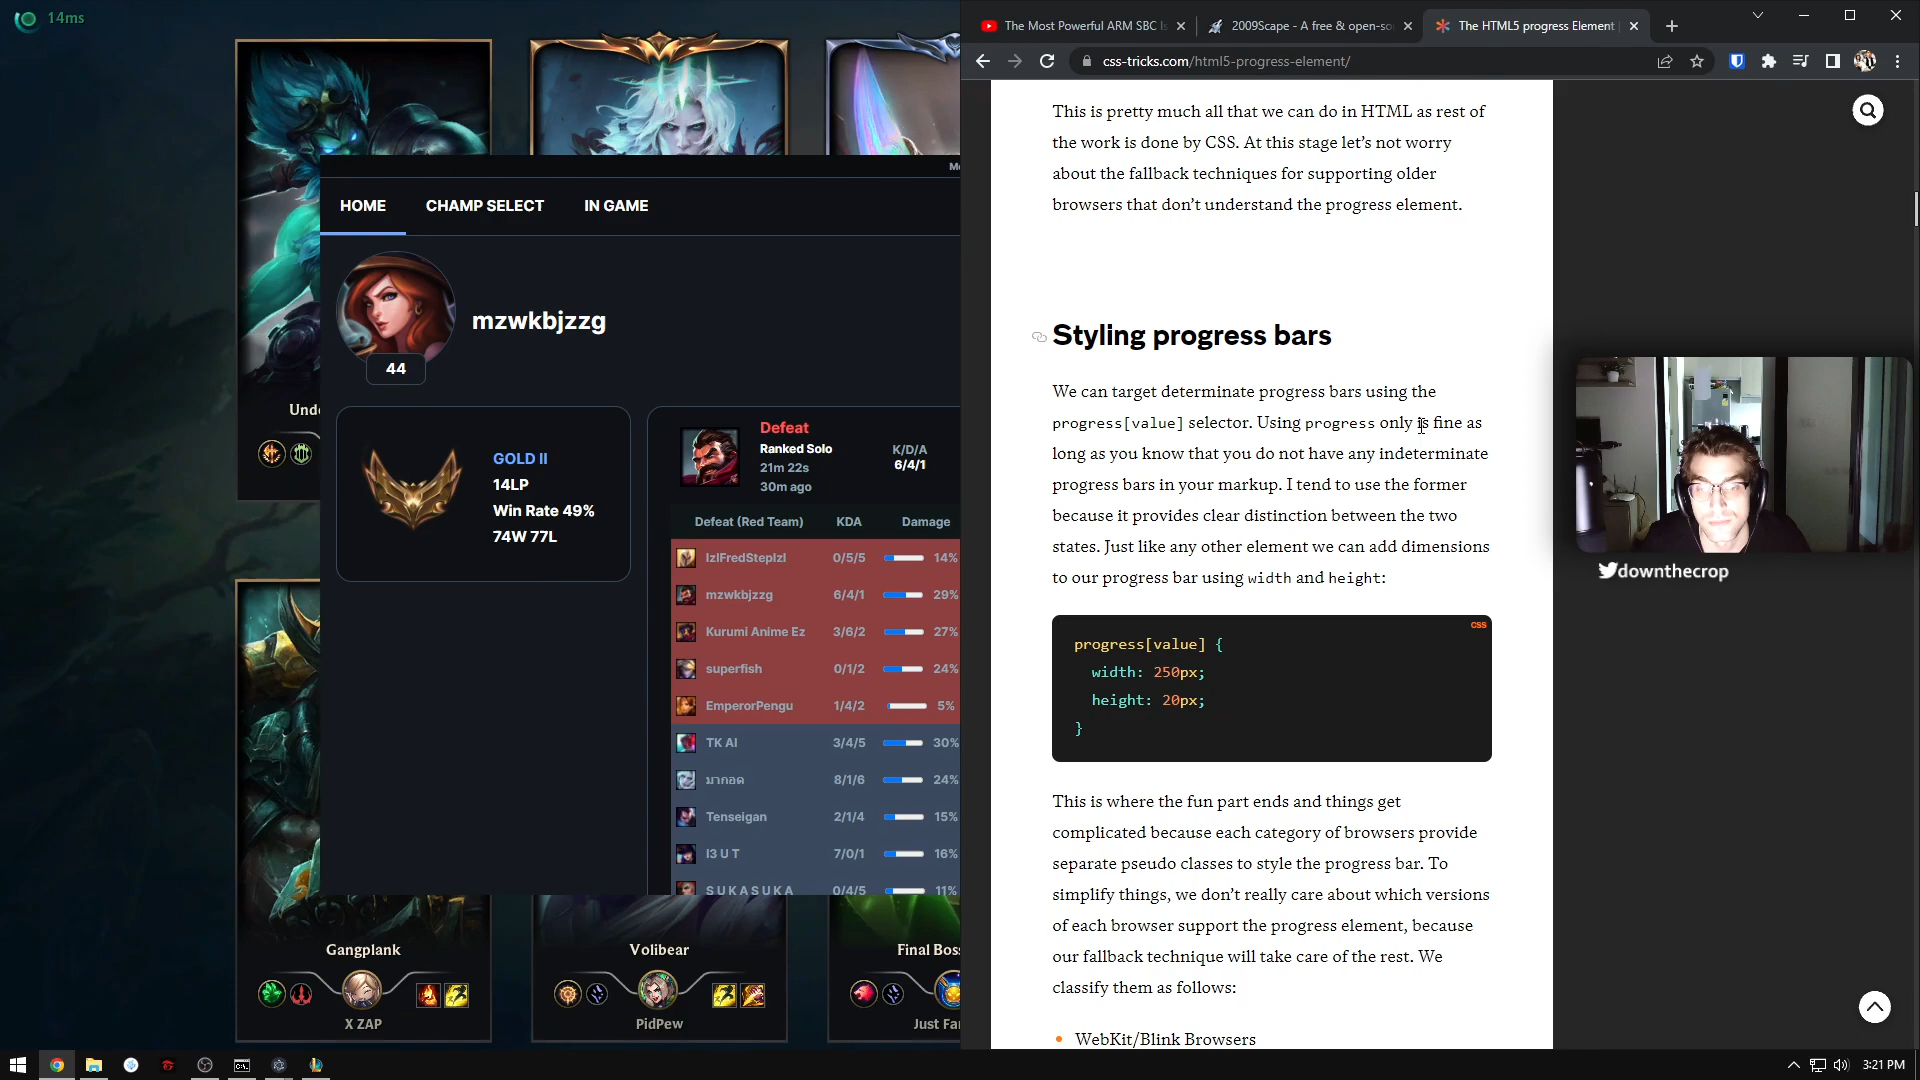 14ms
Gangplank
X ZAP
Volibear
PidPew
HOME
CHAMP SELECT
IN GAME
mzwkbjzzg
44
GOLD II
14LP
Win Rate 49%
74W 77L
Defeat
Ranked Solo
21m 22s
30m ago
K/D/A
6/4/1
Defeat (Red Team) KDA Damage
IzIFredStepIzI 0/5/5 14%
mzwkbjzzg 6/4/1 29%
Kurumi Anime Ez 3/6/2 27%
superfish 0/1/2 24%
EmperorPengu 1/4/2 5%
TK AI 3/4/5 30%
มากอด 8/1/6 24%
Tenseigan 2/1/4 15%
I3 U T 7/0/1 16%
S U K A S U K A 0/4/5 11%
The Most Powerful ARM SBC
2009Scape - A free & open-so
The HTML5 progress Element
css-tricks.com/html5-progress-element/
This is pretty much all that we can do in HTML as rest of
the work is done by CSS. At this stage let’s not worry
about the fallback techniques for supporting older
browsers that don’t understand the progress element.
Styling progress bars
We can target determinate progress bars using the
progress[value] selector. Using progress only is fine as
long as you know that you do not have any indeterminate
progress bars in your markup. I tend to use the former
because it provides clear distinction between the two
states. Just like any other element we can add dimensions
to our progress bar using width and height:
CSS
progress[value] {
width: 250px;
height: 20px;
}
This is where the fun part ends and things get
complicated because each category of browsers provide
separate pseudo classes to style the progress bar. To
simplify things, we don’t really care about which versions
of each browser support the progress element, because
our fallback technique will take care of the rest. We
classify them as follows:
• WebKit/Blink Browsers
downthecrop
3:21 PM